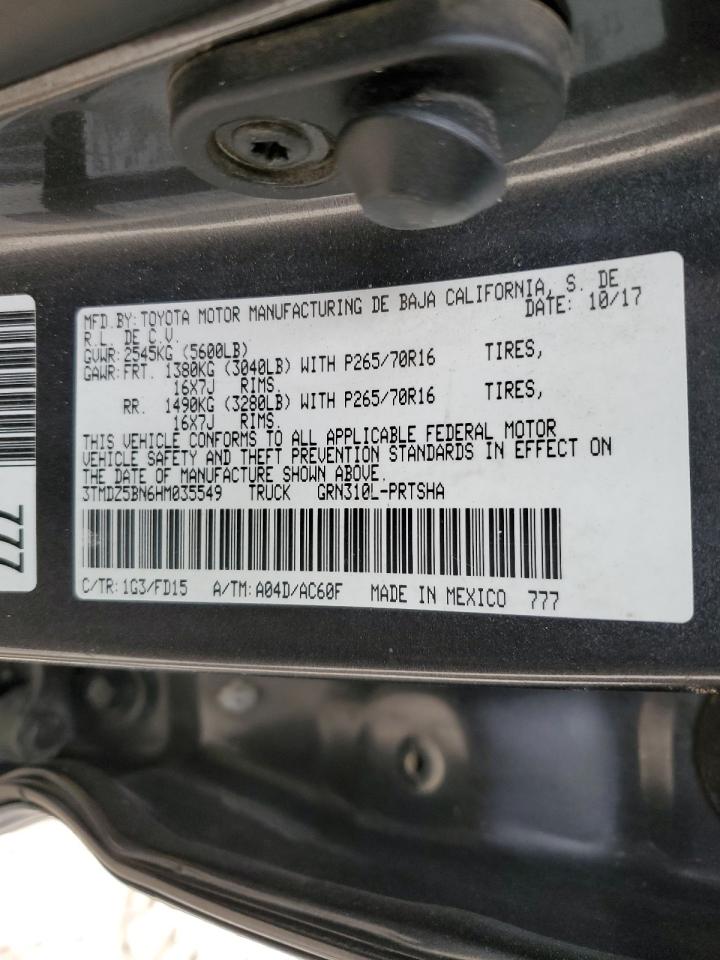 MFD.BY:TOYOTA MOTOR MANUFACTURING DE BAJA CALIFORNIA, S. DE
R.L. DE C.V. DATE: 10/17
GVWR:2545KG (5600LB)
GAWR:FRT. 1380KG (3040LB) WITH P265/70R16 TIRES,
16X7J RIMS.
RR. 1490KG (3280LB) WITH P265/70R16 TIRES,
16X7J RIMS.
THIS VEHICLE CONFORMS TO ALL APPLICABLE FEDERAL MOTOR
VEHICLE SAFETY AND THEFT PREVENTION STANDARDS IN EFFECT ON
THE DATE OF MANUFACTURE SHOWN ABOVE.
3TMDZ5BN6HM035549 TRUCK GRN310L-PRTSHA
C/TR:1G3/FD15 A/TM:A04D/AC60F MADE IN MEXICO 777
777